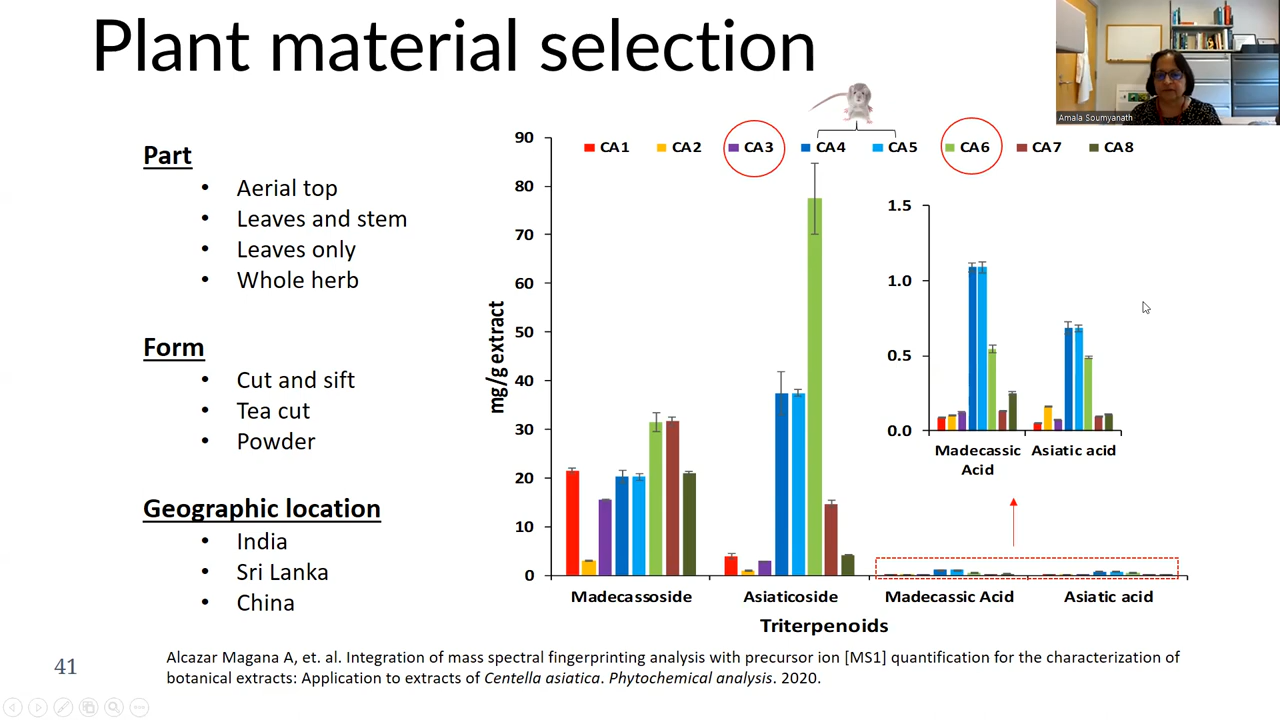 Plant material selection
Amala Soumyanath
Part
• Aerial top
• Leaves and stem
• Leaves only
• Whole herb
Form
• Cut and sift
• Tea cut
• Powder
Geographic location
• India
• Sri Lanka
• China
CA1 CA2 CA3 CA4 CA5 CA6 CA7 CA8
mg/g extract
90
80
70
60
50
40
30
20
10
0
Madecassoside Asiaticoside Madecassic Acid Asiatic acid
Triterpenoids
1.5
1.0
0.5
0.0
Madecassic Asiatic acid
Acid
41
Alcazar Magana A, et. al. Integration of mass spectral fingerprinting analysis with precursor ion [MS1] quantification for the characterization of
botanical extracts: Application to extracts of Centella asiatica. Phytochemical analysis. 2020.